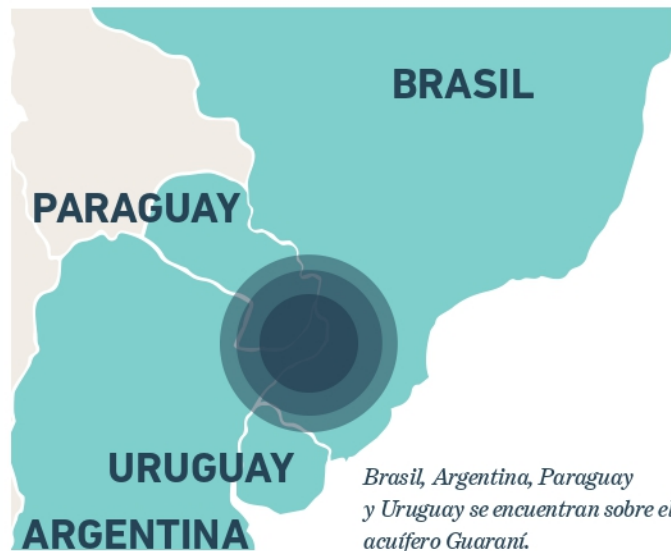 BRASIL
PARAGUAY
URUGUAY
ARGENTINA
Brasil, Argentina, Paraguay
y Uruguay se encuentran sobre el
acuífero Guaraní.